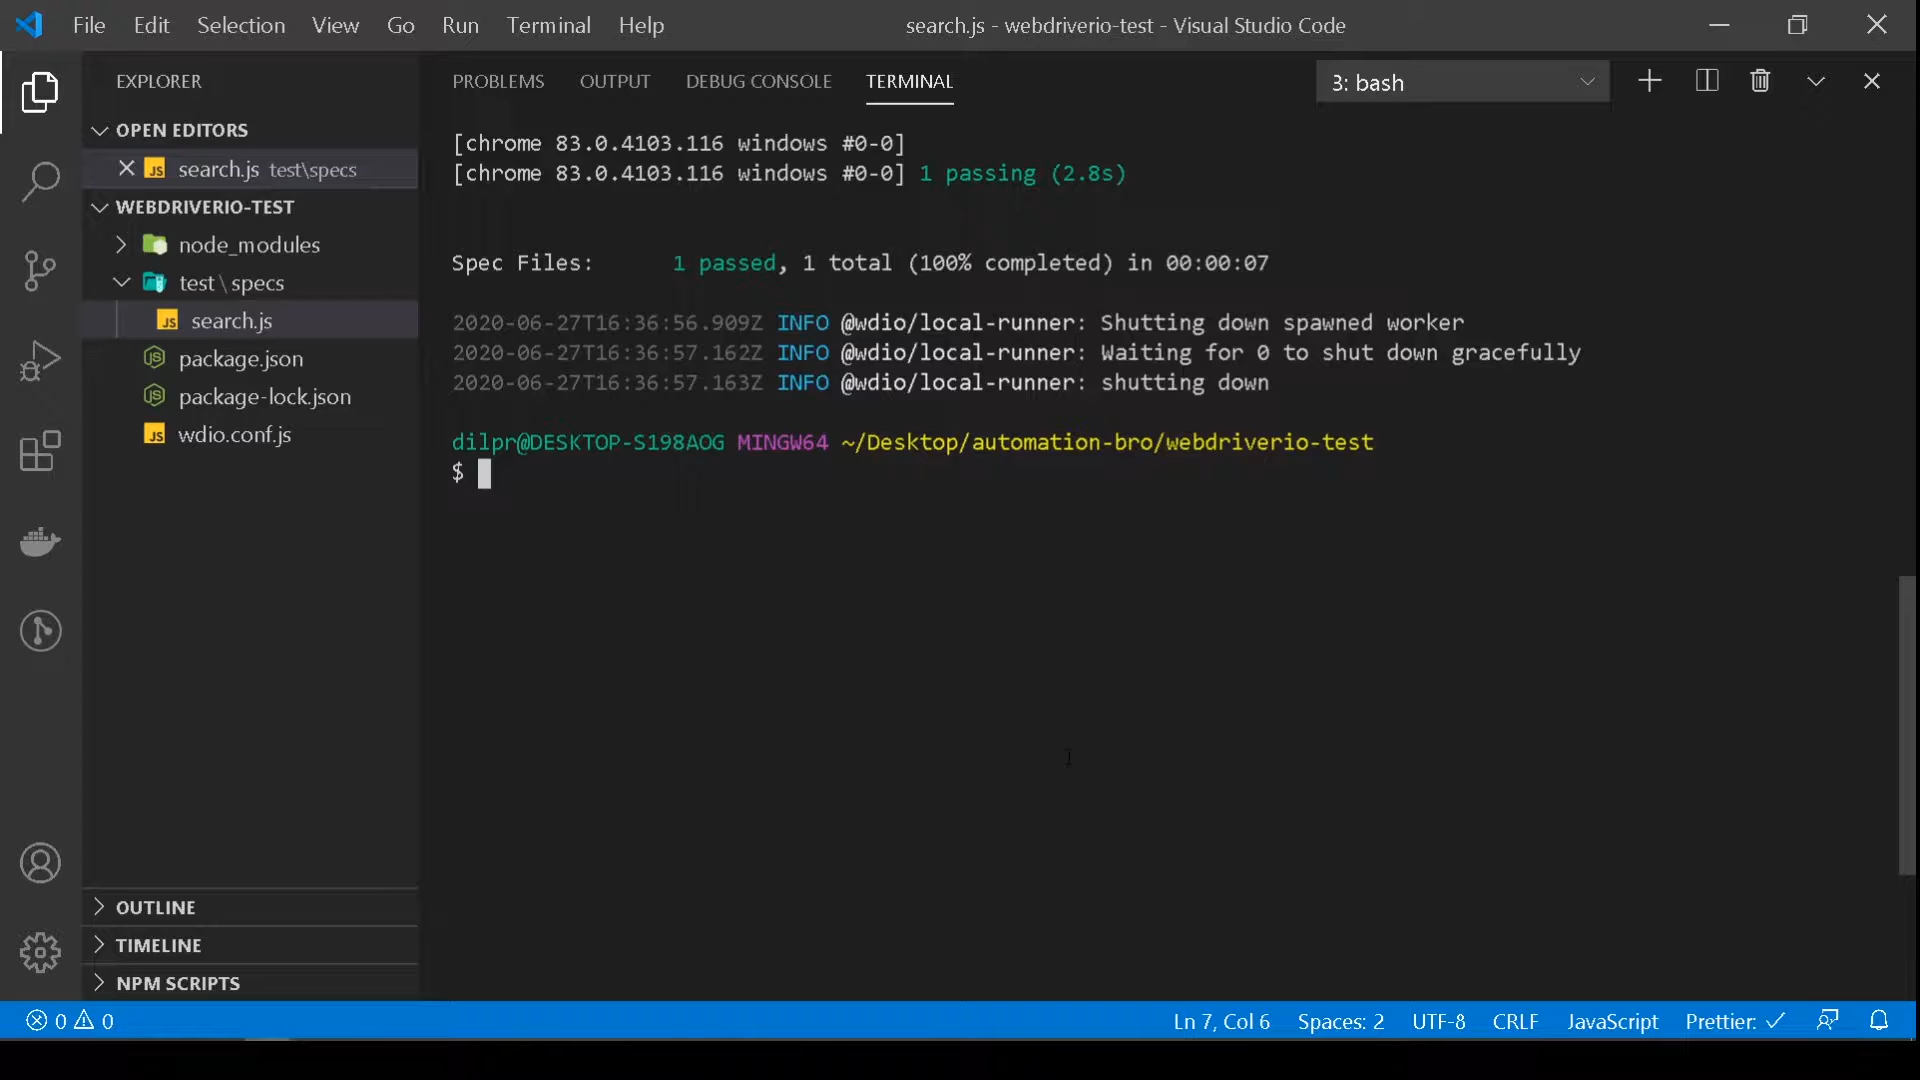 File Edit Selection View Go Run Terminal Help
search.js - webdriverio-test - Visual Studio Code
EXPLORER
OPEN EDITORS
JS search.js test\specs
WEBDRIVERIO-TEST
node_modules
test\specs
JS search.js
JS package.json
JS package-lock.json
JS wdio.conf.js
OUTLINE
TIMELINE
NPM SCRIPTS
PROBLEMS OUTPUT DEBUG CONSOLE TERMINAL
3: bash
[chrome 83.0.4103.116 windows #0-0]
[chrome 83.0.4103.116 windows #0-0] 1 passing (2.8s)
Spec Files: 1 passed, 1 total (100% completed) in 00:00:07
2020-06-27T16:36:56.909Z INFO @wdio/local-runner: Shutting down spawned worker
2020-06-27T16:36:57.162Z INFO @wdio/local-runner: Waiting for 0 to shut down gracefully
2020-06-27T16:36:57.163Z INFO @wdio/local-runner: shutting down
dilpr@DESKTOP-S198AOG MINGW64 ~/Desktop/automation-bro/webdriverio-test
$
0 0
Ln 7, Col 6 Spaces: 2 UTF-8 CRLF JavaScript Prettier: ✓